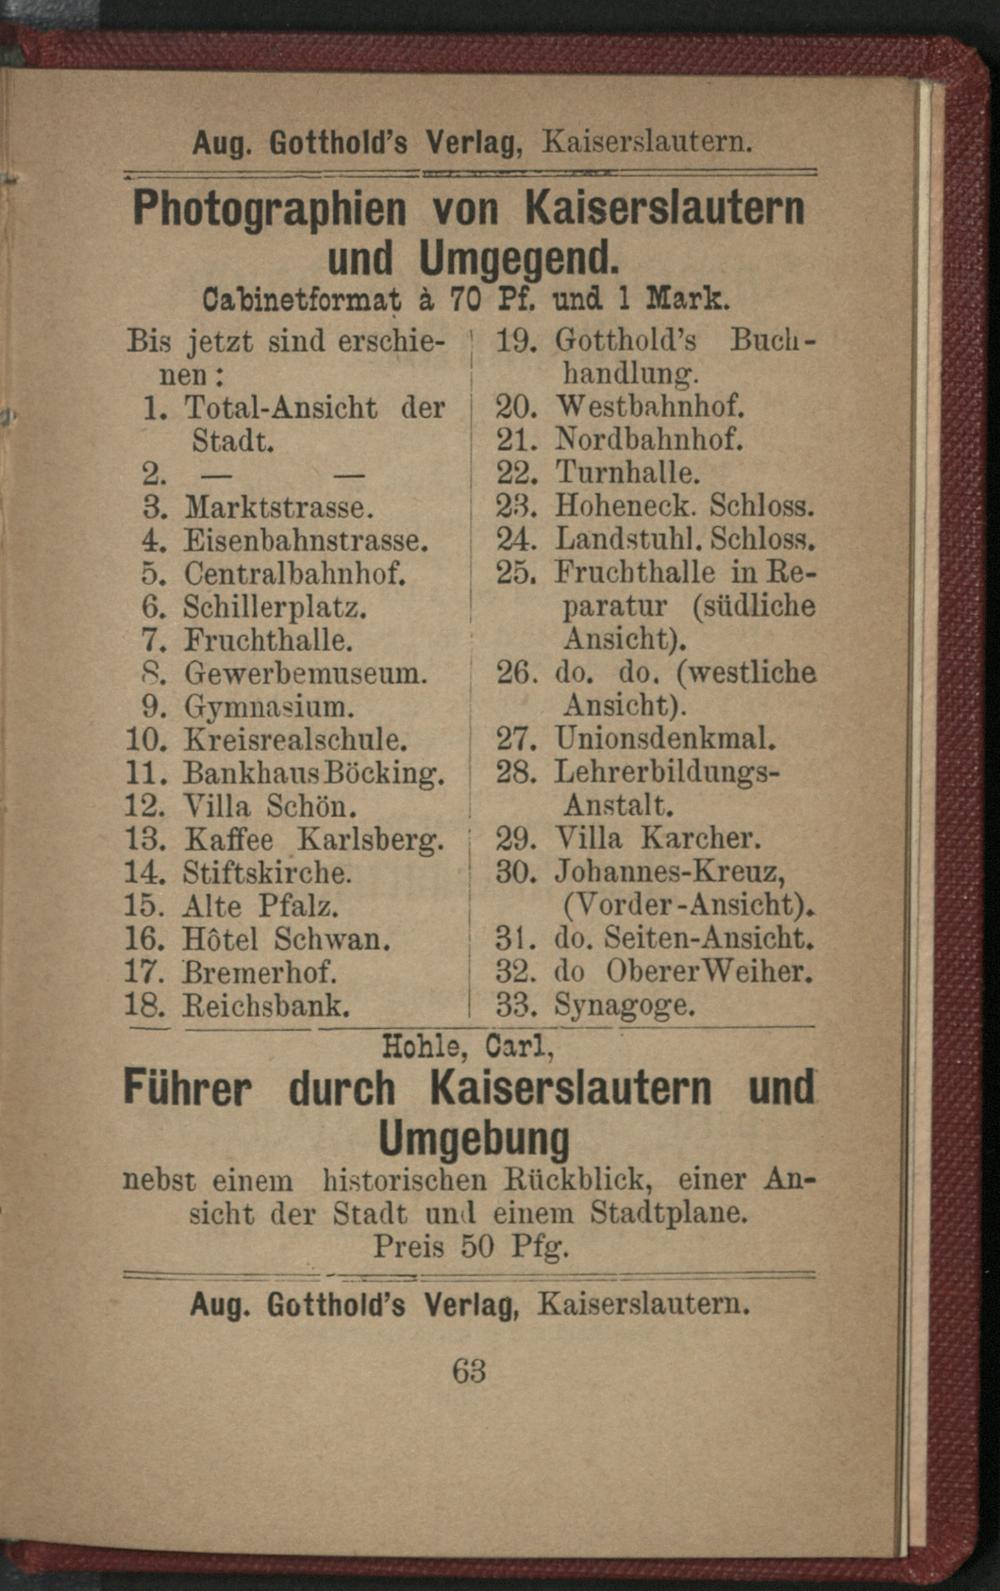 Aug. Gotthold's Verlag, Kaiserslautern.
Photographien von Kaiserslautern
und Umgegend.
Cabinetformat à 70 Pf. und 1 Mark.
Bis jetzt sind erschie-
nen:
1. Total-Ansicht der
Stadt.
2. — —
3. Marktstrasse.
4. Eisenbahnstrasse.
5. Centralbahnhof.
6. Schillerplatz.
7. Fruchthalle.
8. Gewerbemuseum.
9. Gymnasium.
10. Kreisrealschule.
11. Bankhaus Böcking.
12. Villa Schön.
13. Kaffee Karlsberg.
14. Stiftskirche.
15. Alte Pfalz.
16. Hôtel Schwan.
17. Bremerhof.
18. Reichsbank.
19. Gotthold's Buch-
handlung.
20. Westbahnhof.
21. Nordbahnhof.
22. Turnhalle.
23. Hoheneck. Schloss.
24. Landstuhl. Schloss.
25. Fruchthalle in Re-
paratur (südliche
Ansicht).
26. do. do. (westliche
Ansicht).
27. Unionsdenkmal.
28. Lehrerbildungs-
Anstalt.
29. Villa Karcher.
30. Johannes-Kreuz,
(Vorder-Ansicht).
31. do. Seiten-Ansicht.
32. do Oberer Weiher.
33. Synagoge.
Hohle, Carl,
Führer durch Kaiserslautern und
Umgebung
nebst einem historischen Rückblick, einer An-
sicht der Stadt und einem Stadtplane.
Preis 50 Pfg.
Aug. Gotthold's Verlag, Kaiserslautern.
63